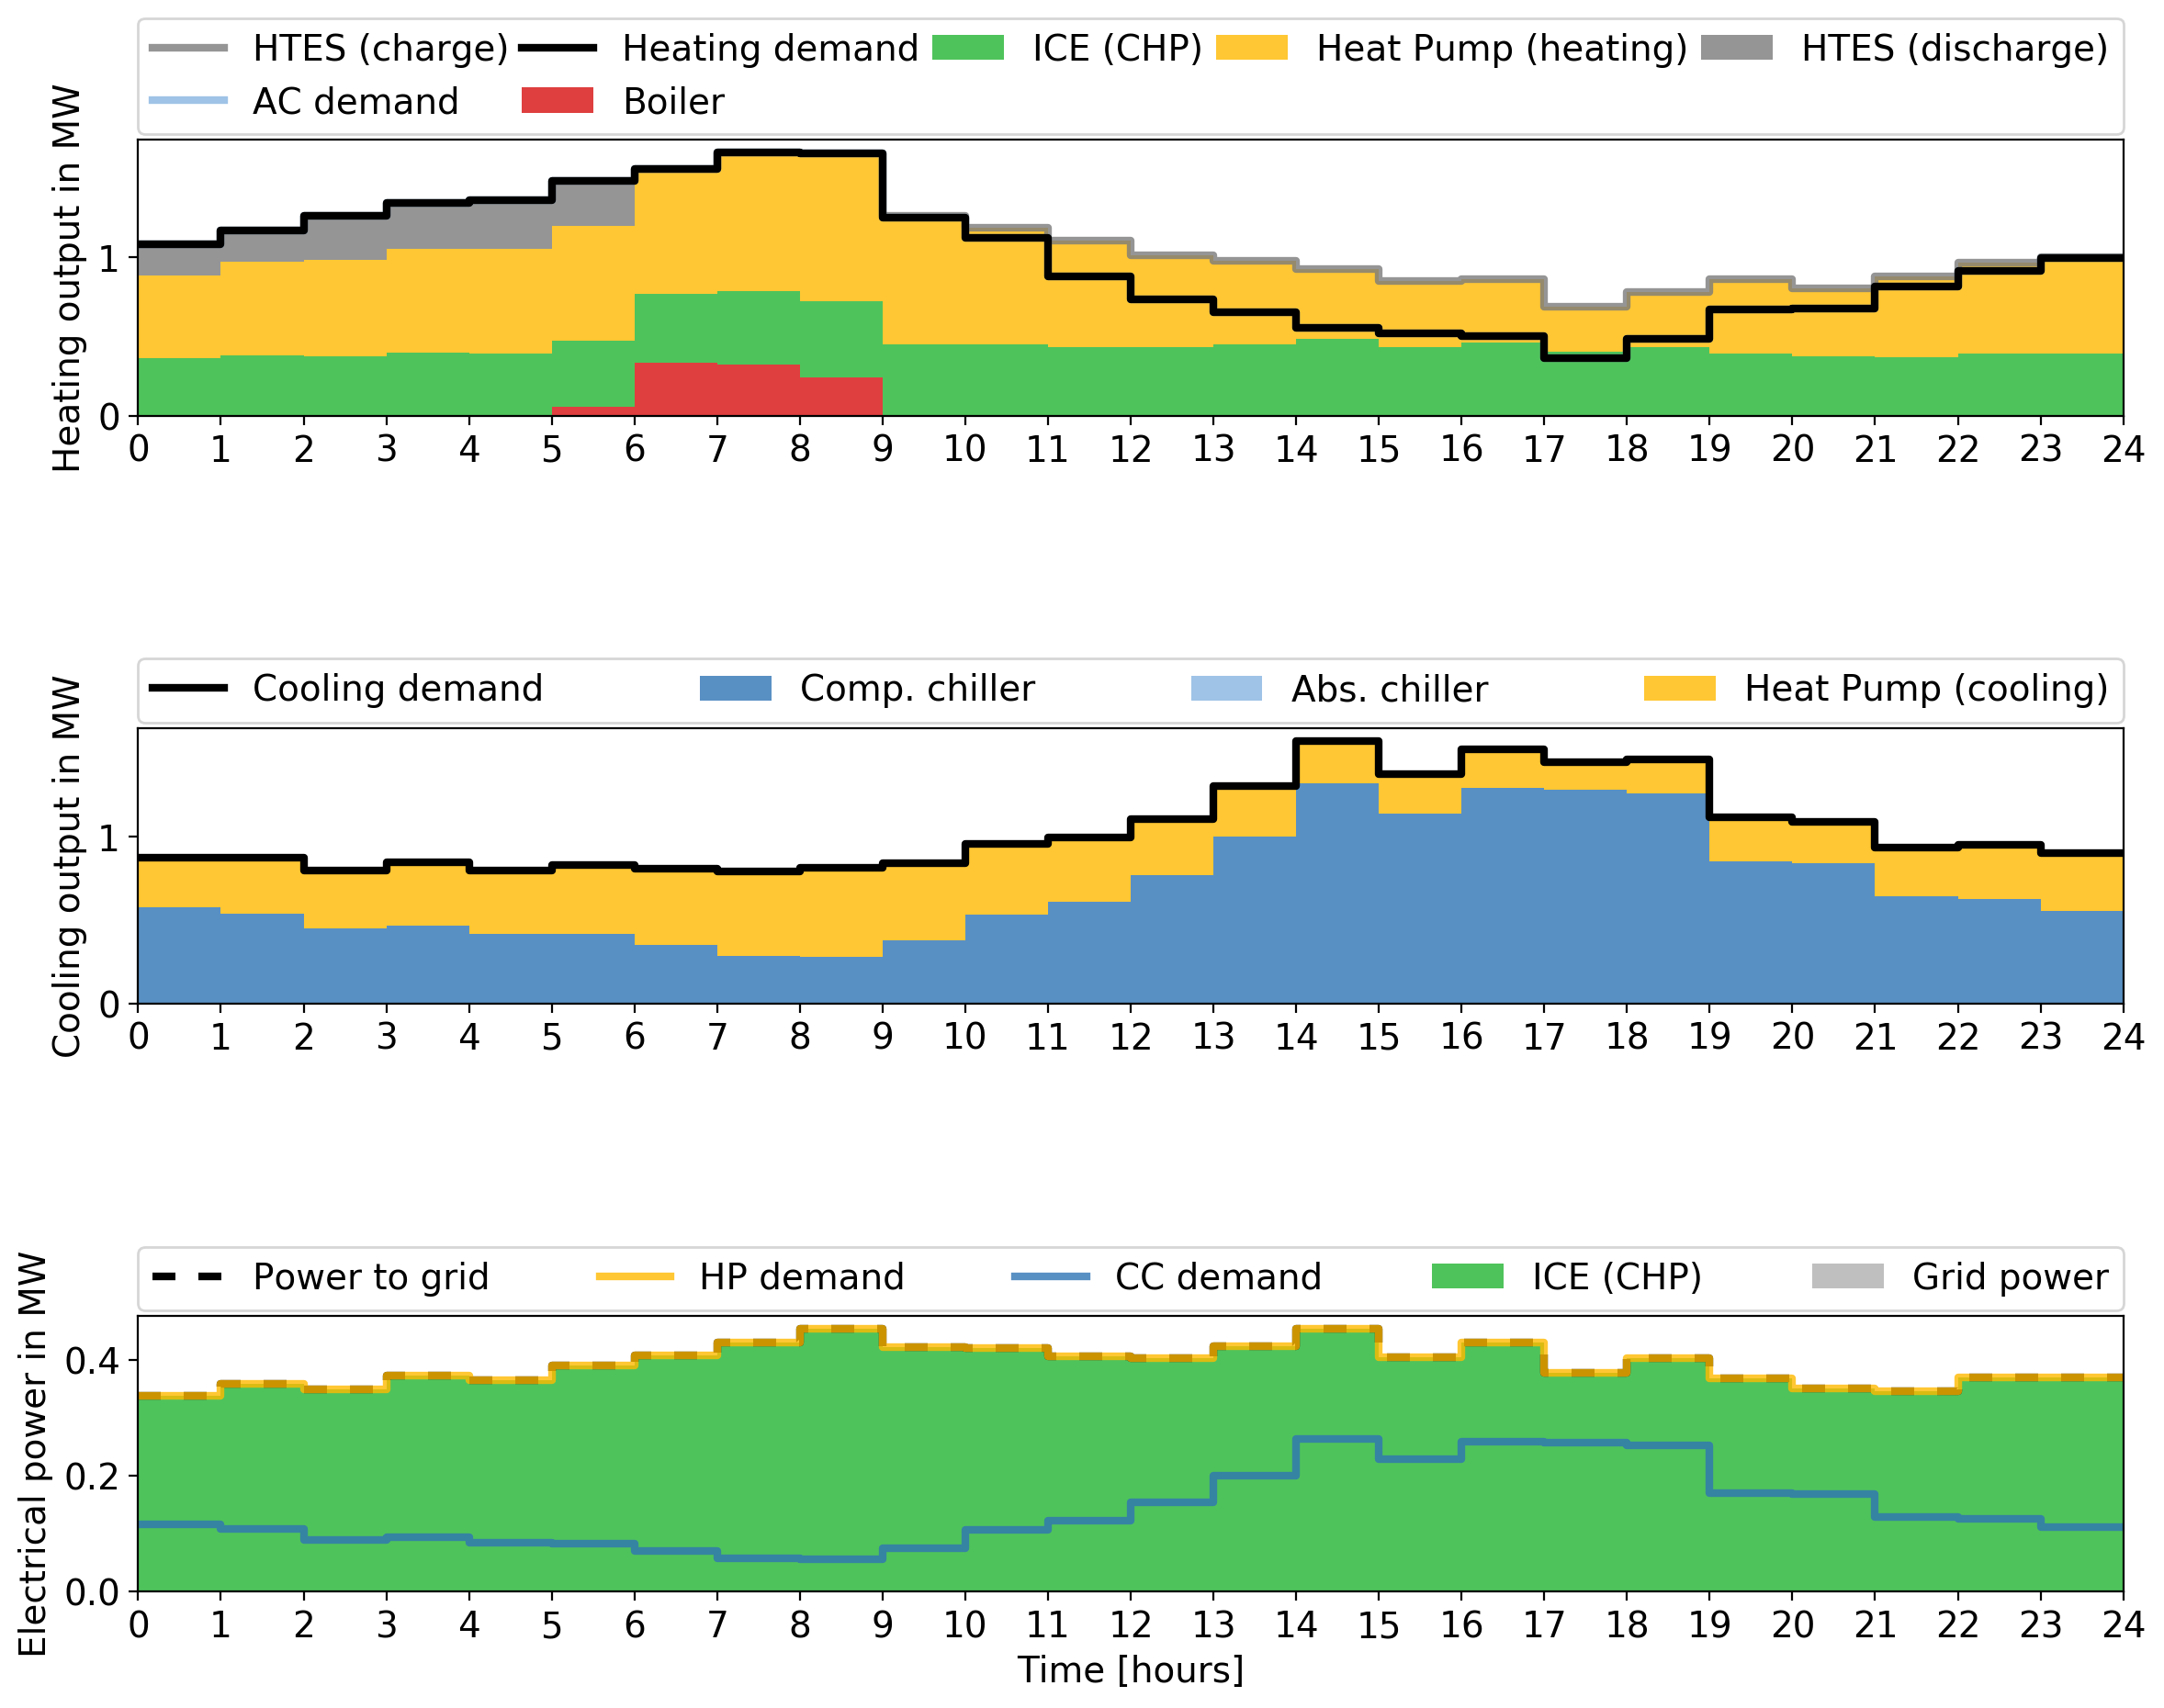 HTES (charge) Heating demand ICE (CHP) Heat Pump (heating) HTES (discharge)
AC demand Boiler
Heating output in MW
1
0
0 1 2 3 4 5 6 7 8 9 10 11 12 13 14 15 16 17 18 19 20 21 22 23 24
Cooling demand Comp. chiller Abs. chiller Heat Pump (cooling)
Cooling output in MW
1
0
0 1 2 3 4 5 6 7 8 9 10 11 12 13 14 15 16 17 18 19 20 21 22 23 24
Power to grid HP demand CC demand ICE (CHP) Grid power
Electrical power in MW
0.4
0.2
0.0
0 1 2 3 4 5 6 7 8 9 10 11 12 13 14 15 16 17 18 19 20 21 22 23 24
Time [hours]